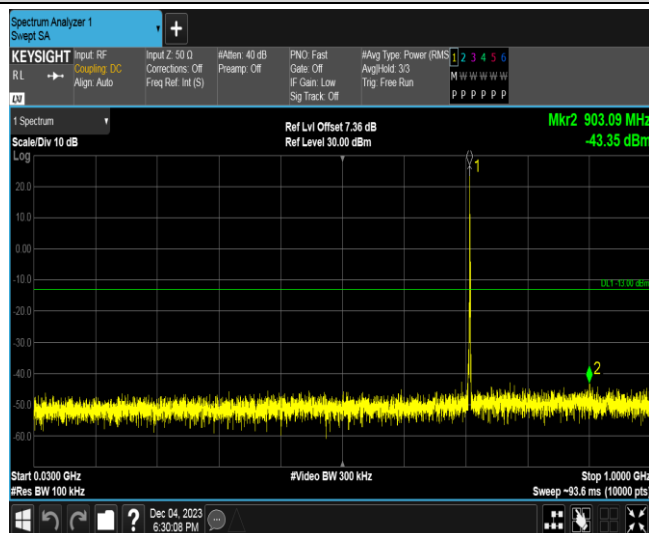 Spectrum Analyzer 1
Swept SA
KEYSIGHT
RL
LXI
Input: RF
Coupling: DC
Align: Auto
Input Z: 50 Ω
Corrections: Off
Freq Ref: Int (S)
#Atten: 40 dB
Preamp: Off
PNO: Fast
Gate: Off
IF Gain: Low
Sig Track: Off
#Avg Type: Power (RMS
Avg|Hold: 3/3
Trig: Free Run
1 2 3 4 5 6
M W W W W W
P P P P P P
1 Spectrum
Scale/Div 10 dB
Ref Lvl Offset 7.36 dB
Ref Level 30.00 dBm
Mkr2 903.09 MHz
-43.35 dBm
Log
1
20.0
10.0
0.00
-10.0
DL1 -13.00 dBm
-20.0
-30.0
-40.0
2
-50.0
-60.0
Start 0.0300 GHz
#Res BW 100 kHz
#Video BW 300 kHz
Stop 1.0000 GHz
Sweep ~93.6 ms (10000 pts)
?
Dec 04, 2023
6:30:08 PM